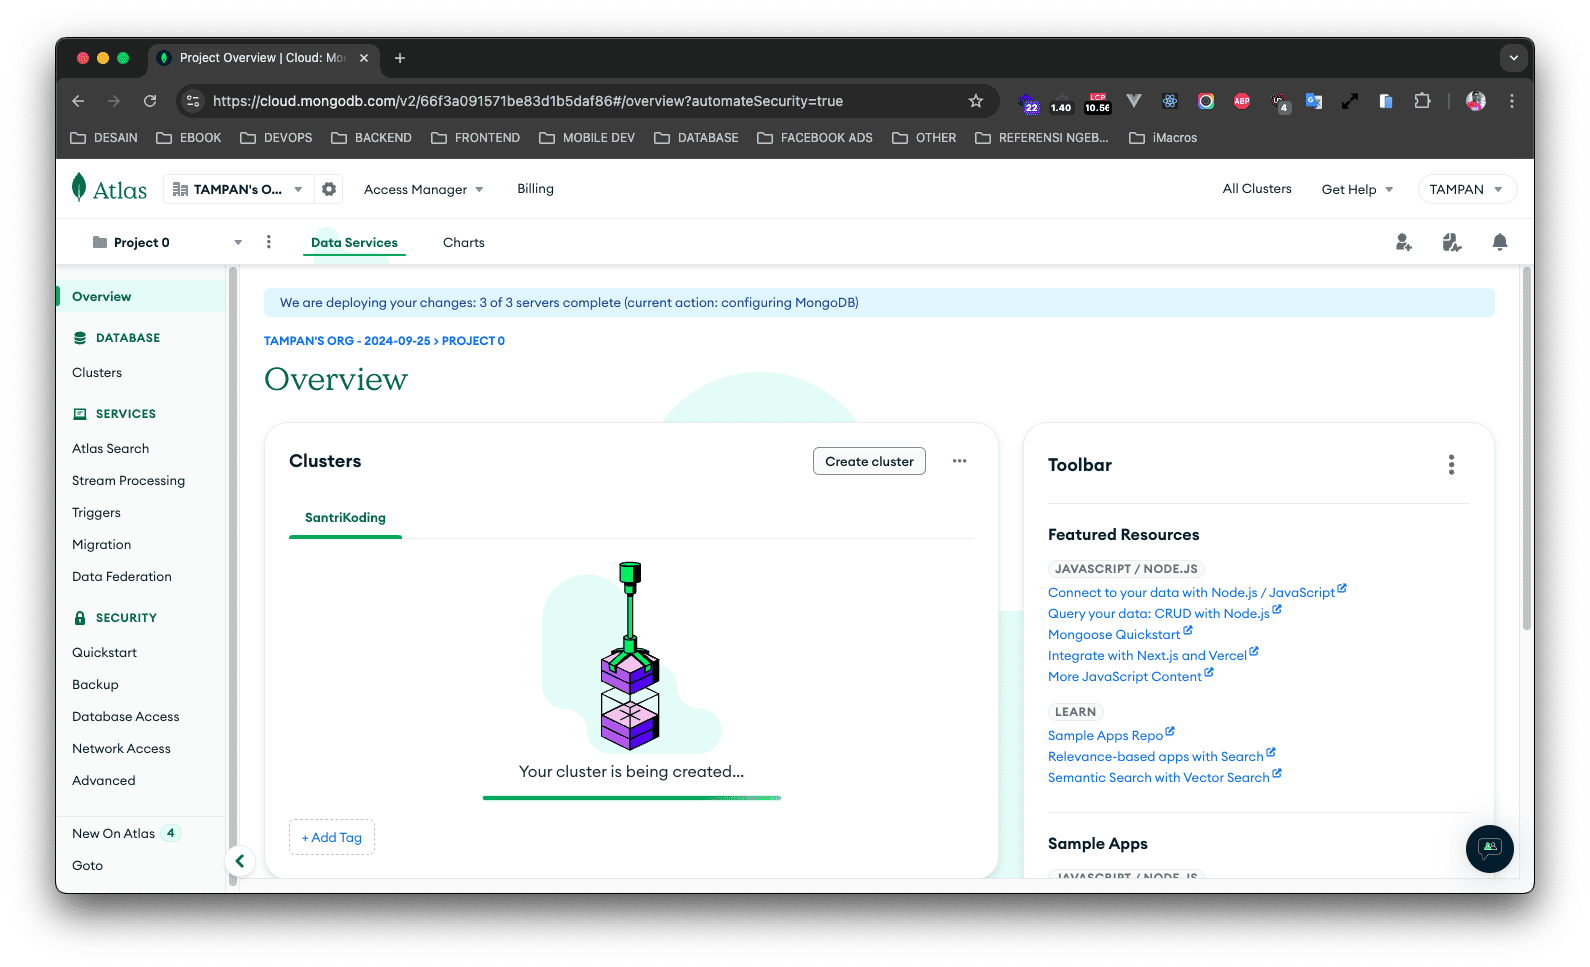 Project Overview | Cloud: Mon
https://cloud.mongodb.com/v2/66f3a091571be83d1b5daf86#/overview?automateSecurity=true
22
1.40
LCP
10.56
ABP
4
DESAIN
EBOOK
DEVOPS
BACKEND
FRONTEND
MOBILE DEV
DATABASE
FACEBOOK ADS
OTHER
REFERENSI NGEB...
iMacros
Atlas
TAMPAN's O...
Access Manager
Billing
All Clusters
Get Help
TAMPAN
Project 0
Data Services
Charts
Overview
DATABASE
Clusters
SERVICES
Atlas Search
Stream Processing
Triggers
Migration
Data Federation
SECURITY
Quickstart
Backup
Database Access
Network Access
Advanced
New On Atlas 4
Goto
We are deploying your changes: 3 of 3 servers complete (current action: configuring MongoDB)
TAMPAN'S ORG - 2024-09-25 > PROJECT 0
Overview
Clusters
Create cluster
SantriKoding
Your cluster is being created...
+ Add Tag
Toolbar
Featured Resources
JAVASCRIPT / NODE.JS
Connect to your data with Node.js / JavaScript
Query your data: CRUD with Node.js
Mongoose Quickstart
Integrate with Next.js and Vercel
More JavaScript Content
LEARN
Sample Apps Repo
Relevance-based apps with Search
Semantic Search with Vector Search
Sample Apps
JAVASCRIPT / NODE.JS